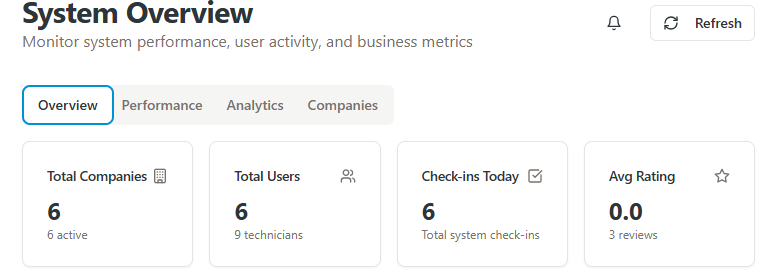 System Overview
Monitor system performance, user activity, and business metrics
Refresh
Overview Performance Analytics Companies
Total Companies
6
6 active
Total Users
6
9 technicians
Check-ins Today
6
Total system check-ins
Avg Rating
0.0
3 reviews